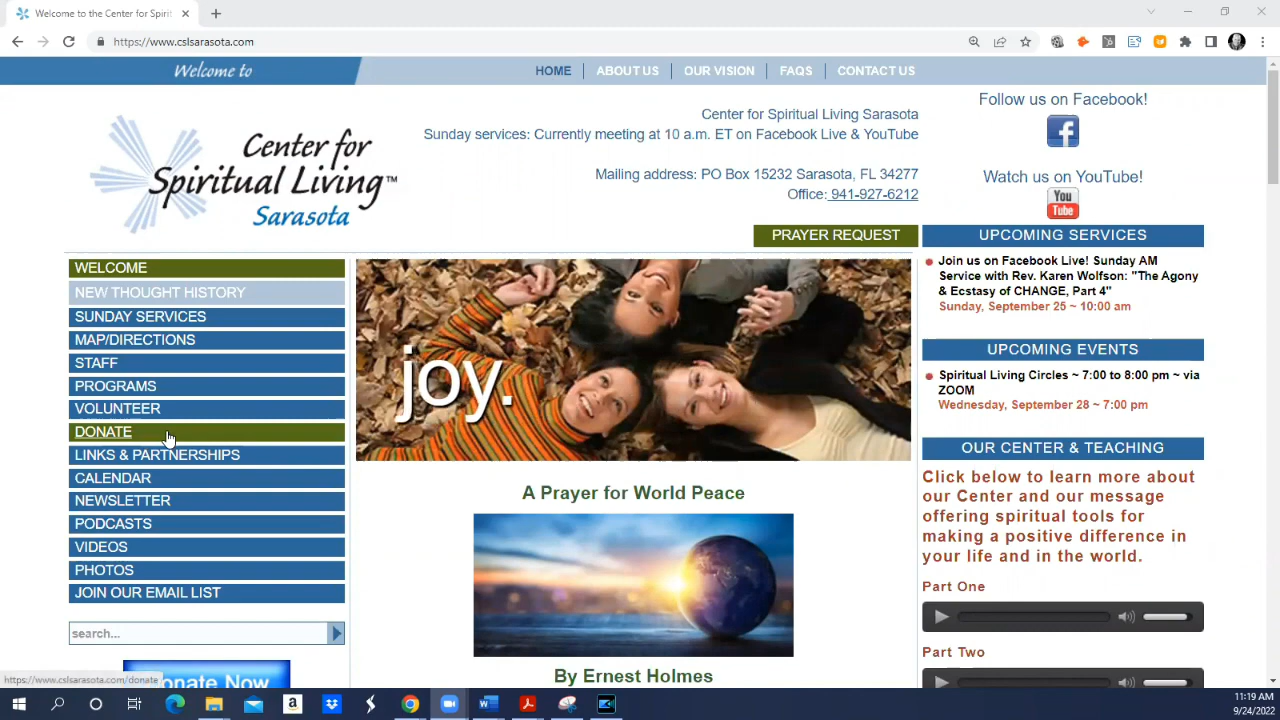 Welcome to the Center for Spirit
https://www.cslsarasota.com
Welcome to
HOME
ABOUT US
OUR VISION
FAQS
CONTACT US
Center for
Spiritual Living™
Sarasota
Center for Spiritual Living Sarasota
Sunday services: Currently meeting at 10 a.m. ET on Facebook Live & YouTube
Mailing address: PO Box 15232 Sarasota, FL 34277
Office: 941-927-6212
Follow us on Facebook!
f
Watch us on YouTube!
You
Tube
PRAYER REQUEST
WELCOME
NEW THOUGHT HISTORY
SUNDAY SERVICES
MAP/DIRECTIONS
STAFF
PROGRAMS
VOLUNTEER
DONATE
LINKS & PARTNERSHIPS
CALENDAR
NEWSLETTER
PODCASTS
VIDEOS
PHOTOS
JOIN OUR EMAIL LIST
search...
Donate Now
https://www.cslsarasota.com/donate
joy.
A Prayer for World Peace
By Ernest Holmes
UPCOMING SERVICES
Join us on Facebook Live! Sunday AM
Service with Rev. Karen Wolfson: "The Agony
& Ecstasy of CHANGE, Part 4"
Sunday, September 25 ~ 10:00 am
UPCOMING EVENTS
Spiritual Living Circles ~ 7:00 to 8:00 pm ~ via
ZOOM
Wednesday, September 28 ~ 7:00 pm
OUR CENTER & TEACHING
Click below to learn more about
our Center and our message
offering spiritual tools for
making a positive difference in
your life and in the world.
Part One
Part Two
11:19 AM
9/24/2022